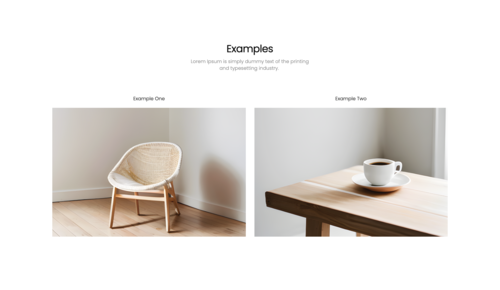 Examples
Lorem Ipsum is simply dummy text of the printing
and typesetting industry.
Example One
Example Two